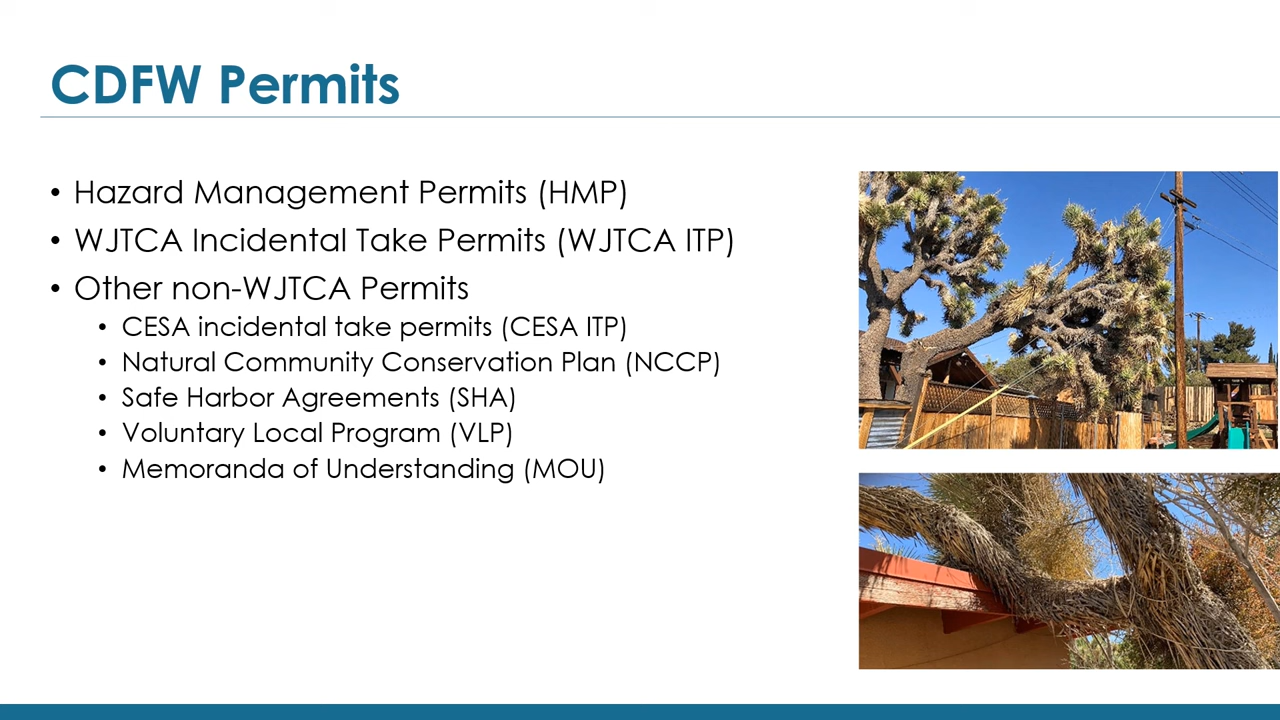 CDFW Permits
• Hazard Management Permits (HMP)
• WJTCA Incidental Take Permits (WJTCA ITP)
• Other non-WJTCA Permits
• CESA incidental take permits (CESA ITP)
• Natural Community Conservation Plan (NCCP)
• Safe Harbor Agreements (SHA)
• Voluntary Local Program (VLP)
• Memoranda of Understanding (MOU)